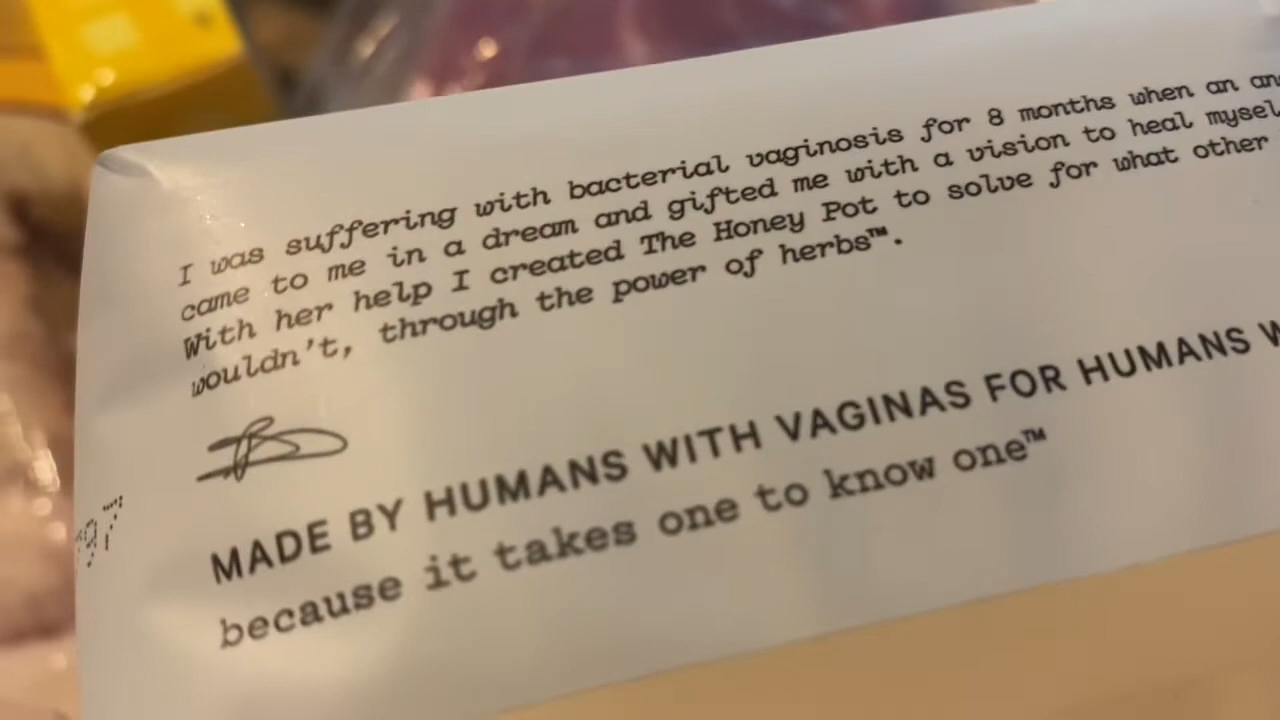 I was suffering with bacterial vaginosis for 8 months when an
came to me in a dream and gifted me with a vision to heal
With her help I created The Honey Pot to solve for what other
wouldn't, through the power of herbs™.
MADE BY HUMANS WITH VAGINAS FOR HUMANS
because it takes one to know one™
97